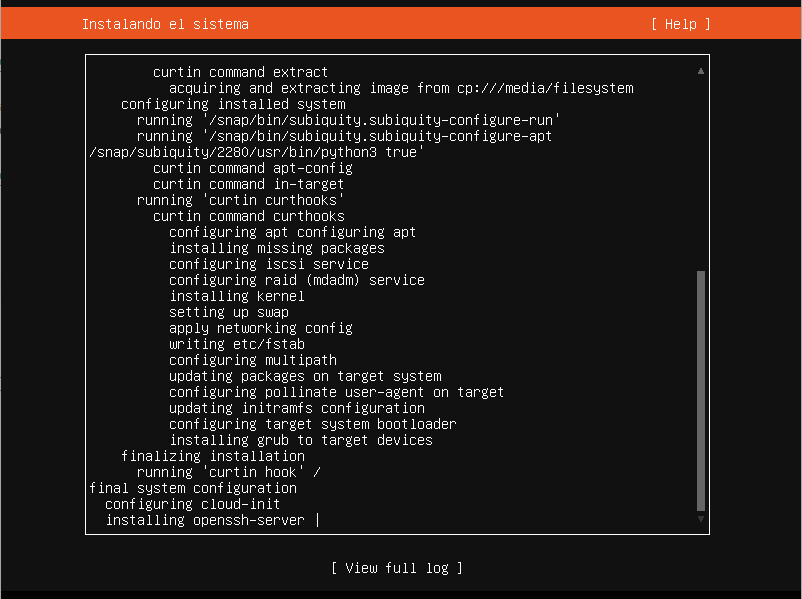 Instalando el sistema [ Help ]
curtin command extract
acquiring and extracting image from cp:///media/filesystem
configuring installed system
running '/snap/bin/subiquity.subiquity-configure-run'
running '/snap/bin/subiquity.subiquity-configure-apt
/snap/subiquity/2280/usr/bin/python3 true'
curtin command apt-config
curtin command in-target
running 'curtin curthooks'
curtin command curthooks
configuring apt configuring apt
installing missing packages
configuring iscsi service
configuring raid (mdadm) service
installing kernel
setting up swap
apply networking config
writing etc/fstab
configuring multipath
updating packages on target system
configuring pollinate user-agent on target
updating initramfs configuration
configuring target system bootloader
installing grub to target devices
finalizing installation
running 'curtin hook' /
final system configuration
configuring cloud-init
installing openssh-server |
[ View full log ]